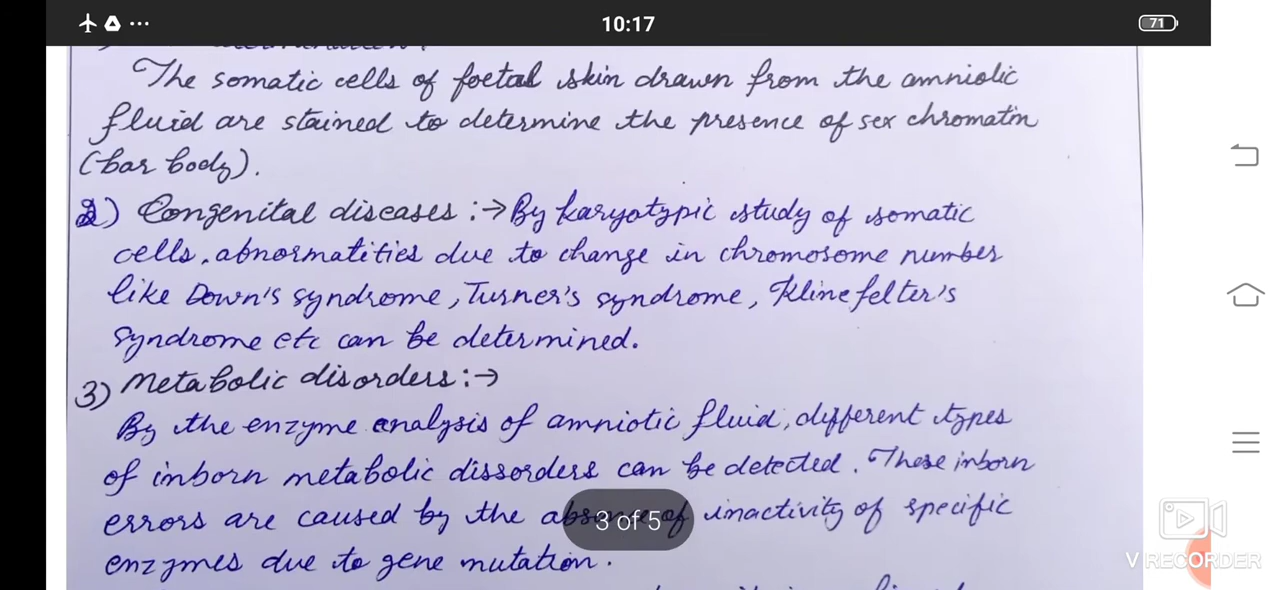 10:17
71
The somatic cells of foetal skin drawn from the amniotic
fluid are stained to determine the presence of sex chromatin
(bar body).
2) Congenital diseases :→ By karyotypic study of somatic
cells, abnormatities due to change in chromosome number
like Down's syndrome, Turner's syndrome, Klinefelter's
syndrome etc can be determined.
3) Metabolic disorders :→
By the enzyme analysis of amniotic fluid, different types
of inborn metabolic dissorders can be detected. These inborn
errors are caused by the of inactivity of specific
3 of 5
enzymes due to gene mutation.
V RECORDER